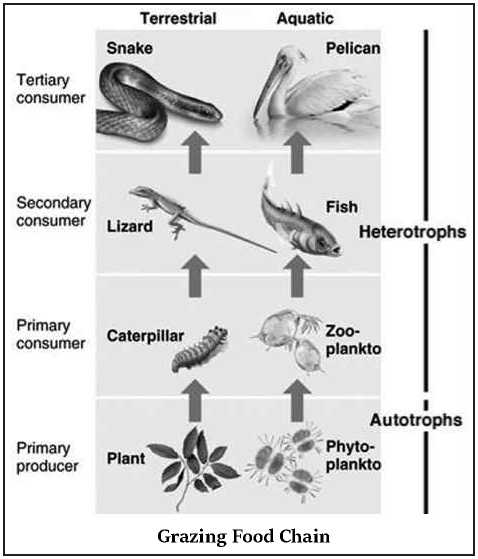 Terrestrial Aquatic
Snake Pelican
Tertiary
consumer
Secondary
consumer
Lizard
Fish
Heterotrophs
Primary
consumer
Caterpillar
Zoo-
plankto
Autotrophs
Primary
producer
Plant
Phyto-
plankto
Grazing Food Chain